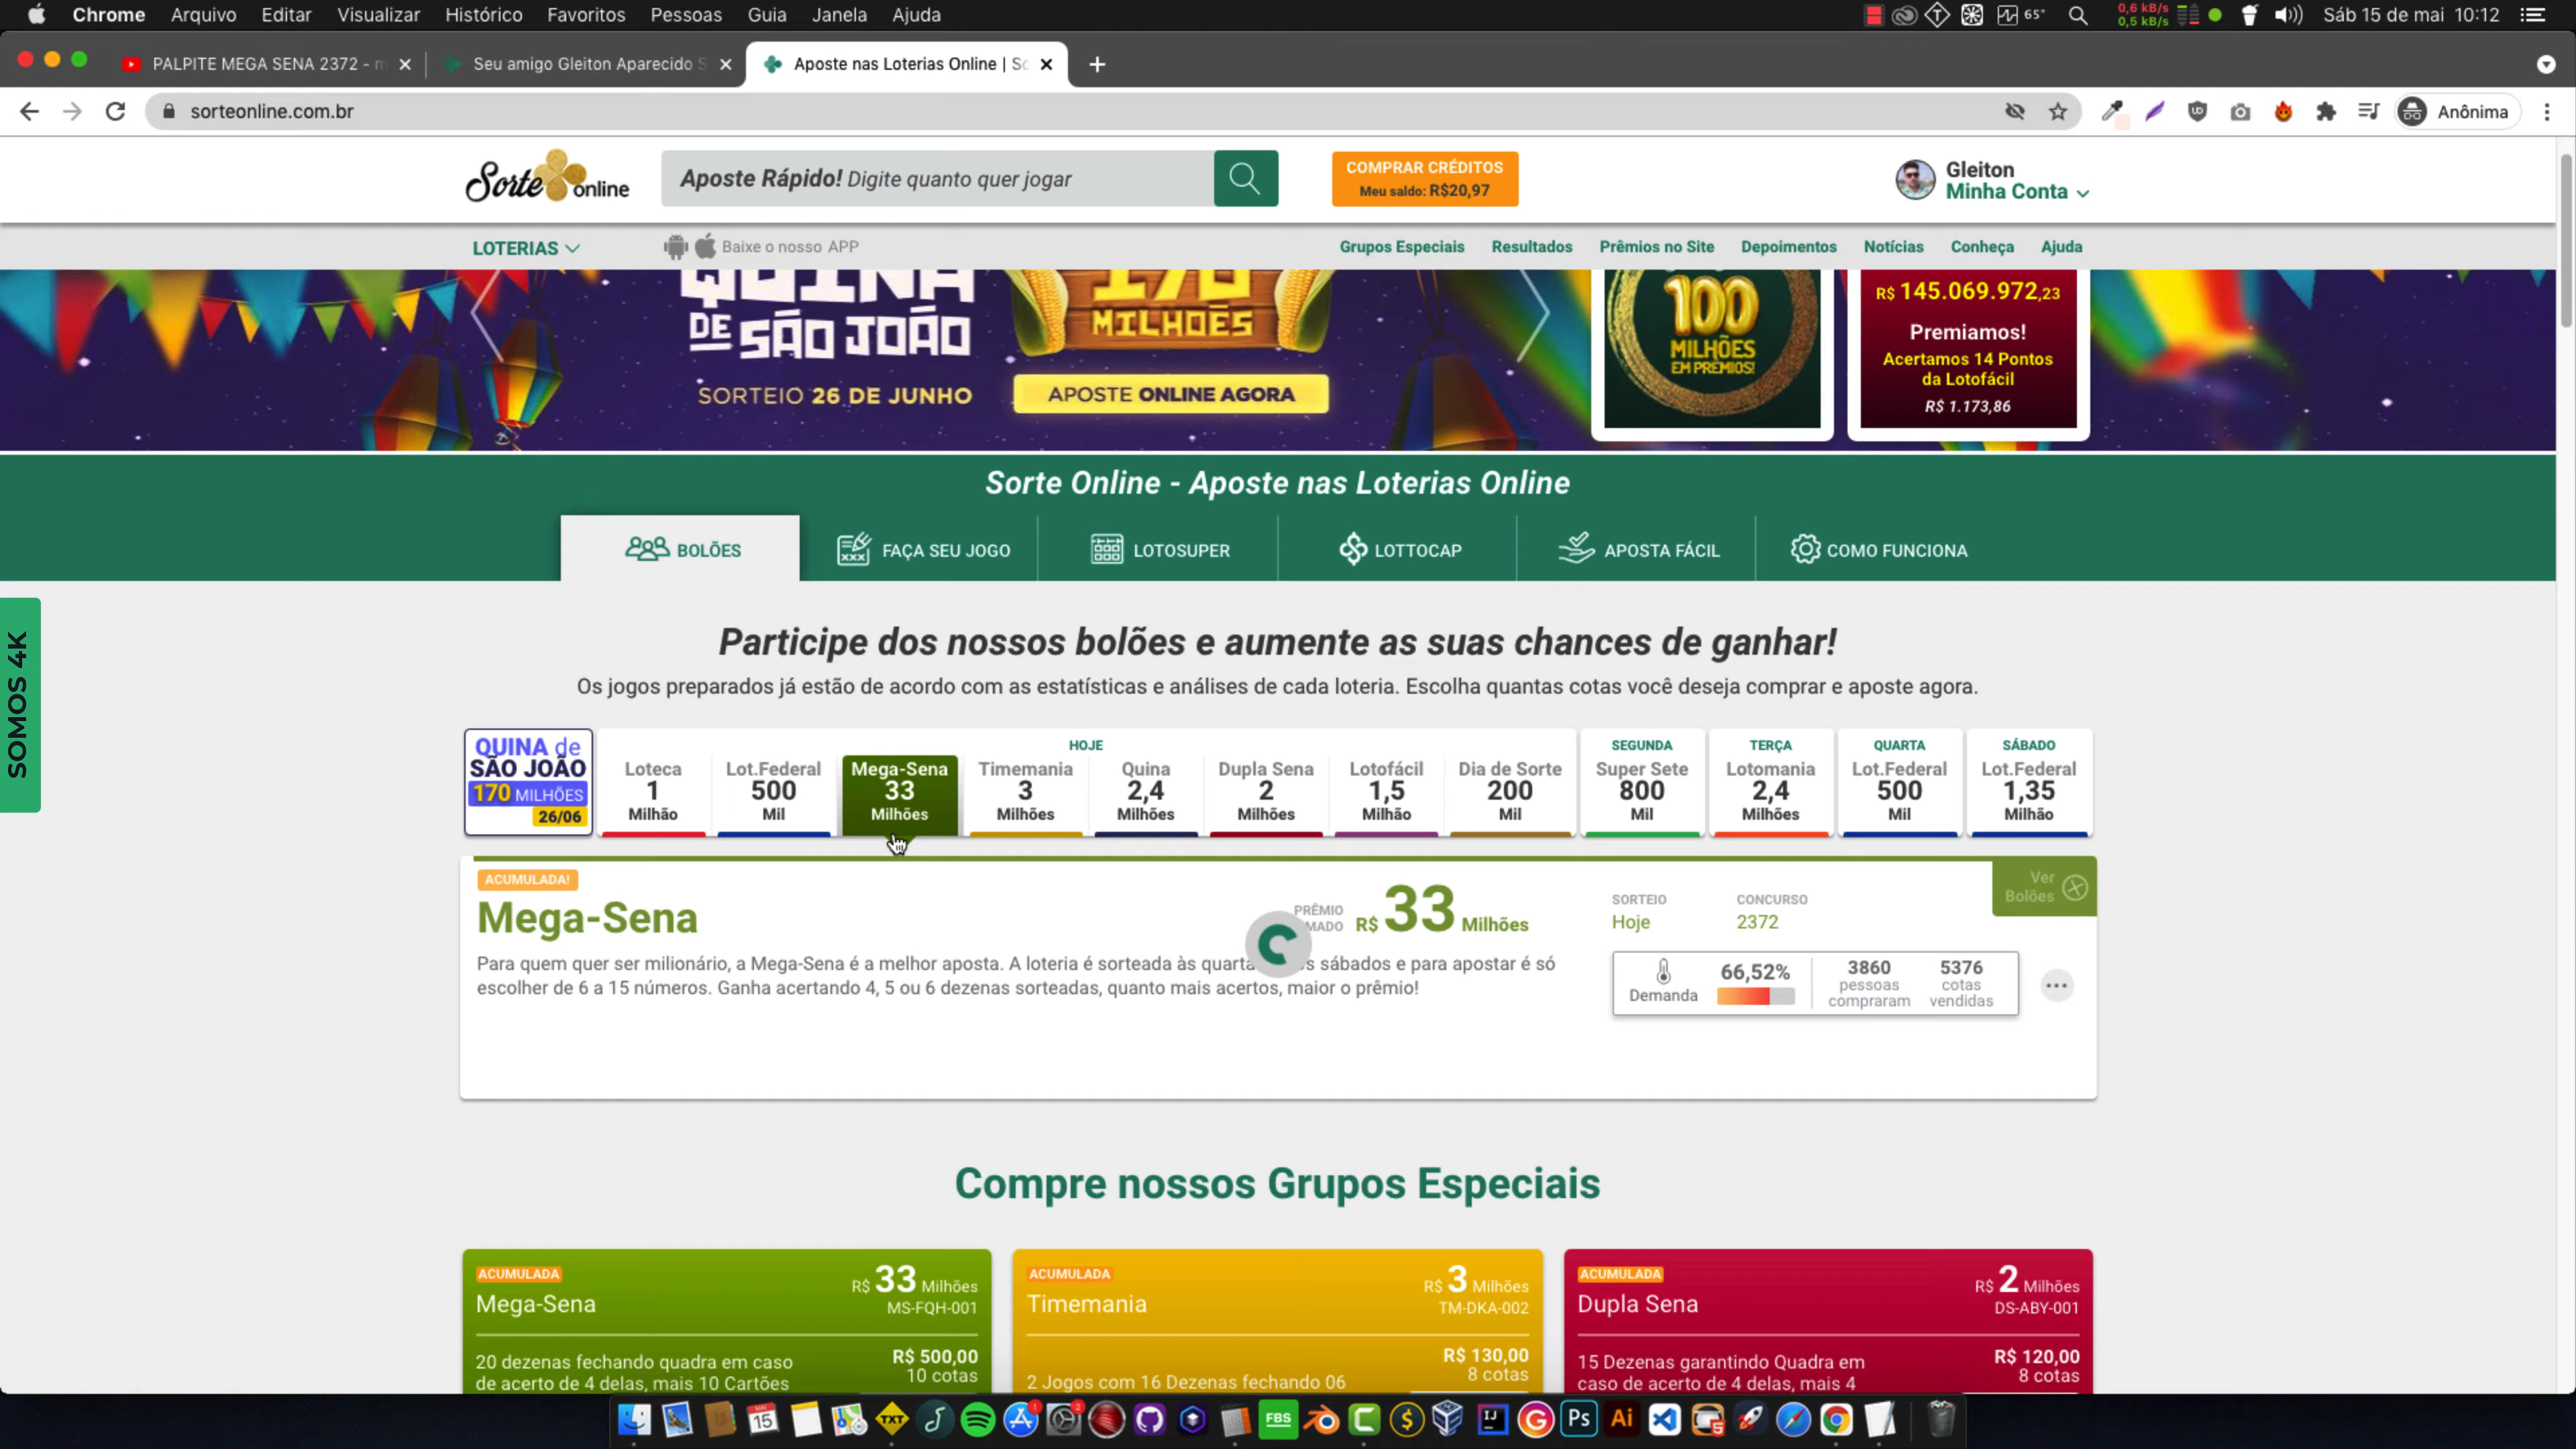 Chrome Arquivo Editar Visualizar Histórico Favoritos Pessoas Guia Janela Ajuda
65° 0,6 kB/s 0,5 kB/s Sáb 15 de mai 10:12
PALPITE MEGA SENA 2372 - m
Seu amigo Gleiton Aparecido S
Aposte nas Loterias Online | So
sorteonline.com.br
Anônima
Sorte online
Aposte Rápido! Digite quanto quer jogar
COMPRAR CRÉDITOS
Meu saldo: R$20,97
Gleiton
Minha Conta
LOTERIAS
Baixe o nosso APP
Grupos Especiais Resultados Prêmios no Site Depoimentos Notícias Conheça Ajuda
QUINA
DE SÃO JOÃO
SORTEIO 26 DE JUNHO
170
MILHÕES
APOSTE ONLINE AGORA
100
MILHÕES
EM PRÊMIOS!
R$ 145.069.972,23
Premiamos!
Acertamos 14 Pontos
da Lotofácil
R$ 1.173,86
Sorte Online - Aposte nas Loterias Online
BOLÕES
FAÇA SEU JOGO
LOTOSUPER
LOTTOCAP
APOSTA FÁCIL
COMO FUNCIONA
SOMOS 4K
Participe dos nossos bolões e aumente as suas chances de ganhar!
Os jogos preparados já estão de acordo com as estatísticas e análises de cada loteria. Escolha quantas cotas você deseja comprar e aposte agora.
QUINA de
SÃO JOÃO
170 MILHÕES
26/06
HOJE
Loteca
1
Milhão
Lot.Federal
500
Mil
Mega-Sena
33
Milhões
Timemania
3
Milhões
Quina
2,4
Milhões
Dupla Sena
2
Milhões
Lotofácil
1,5
Milhão
Dia de Sorte
200
Mil
SEGUNDA
Super Sete
800
Mil
TERÇA
Lotomania
2,4
Milhões
QUARTA
Lot.Federal
500
Mil
SÁBADO
Lot.Federal
1,35
Milhão
ACUMULADA!
Mega-Sena
PRÊMIO
R$ 33 Milhões
SORTEIO
Hoje
CONCURSO
2372
Ver
Bolões
Para quem quer ser milionário, a Mega-Sena é a melhor aposta. A loteria é sorteada às quarta s sábados e para apostar é só
escolher de 6 a 15 números. Ganha acertando 4, 5 ou 6 dezenas sorteadas, quanto mais acertos, maior o prêmio!
Demanda
66,52%
3860
pessoas
compraram
5376
cotas
vendidas
Compre nossos Grupos Especiais
ACUMULADA
Mega-Sena
R$ 33 Milhões
MS-FQH-001
20 dezenas fechando quadra em caso
de acerto de 4 delas, mais 10 Cartões
R$ 500,00
10 cotas
ACUMULADA
Timemania
R$ 3 Milhões
TM-DKA-002
2 Jogos com 16 Dezenas fechando 06
R$ 130,00
8 cotas
ACUMULADA
Dupla Sena
R$ 2 Milhões
DS-ABY-001
15 Dezenas garantindo Quadra em
caso de acerto de 4 delas, mais 4
R$ 120,00
8 cotas
15
TXT
FBS
IJ
Ps
Ai